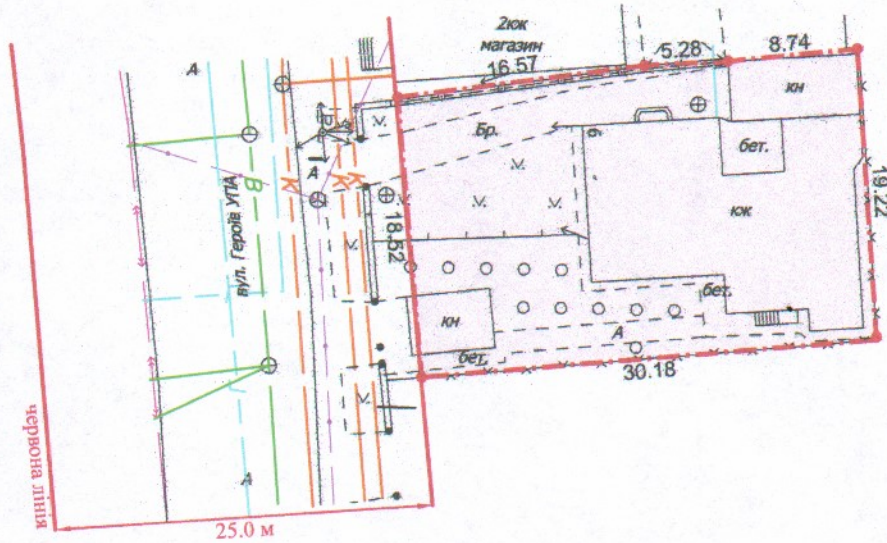 2кж
магазин
16.57
5.28
8.74
кн
А
Бр.
6
бет.
19.22
А
К
К
К
В
вул. Героїв УПА
18.52
кж
кн
бет.
А
бет.
30.18
червона лінія
А
25.0 м